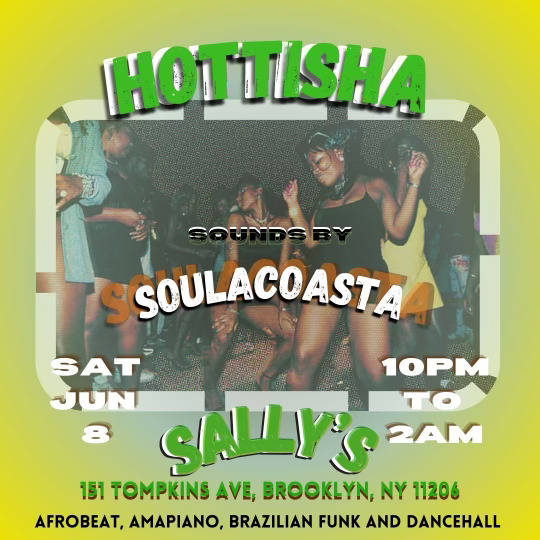 HOTTISHA
SOUNDS BY
SOULACOASTA
SAT
JUN
8
10PM
TO
2AM
SALLY'S
151 TOMPKINS AVE, BROOKLYN, NY 11206
AFROBEAT, AMAPIANO, BRAZILIAN FUNK AND DANCEHALL